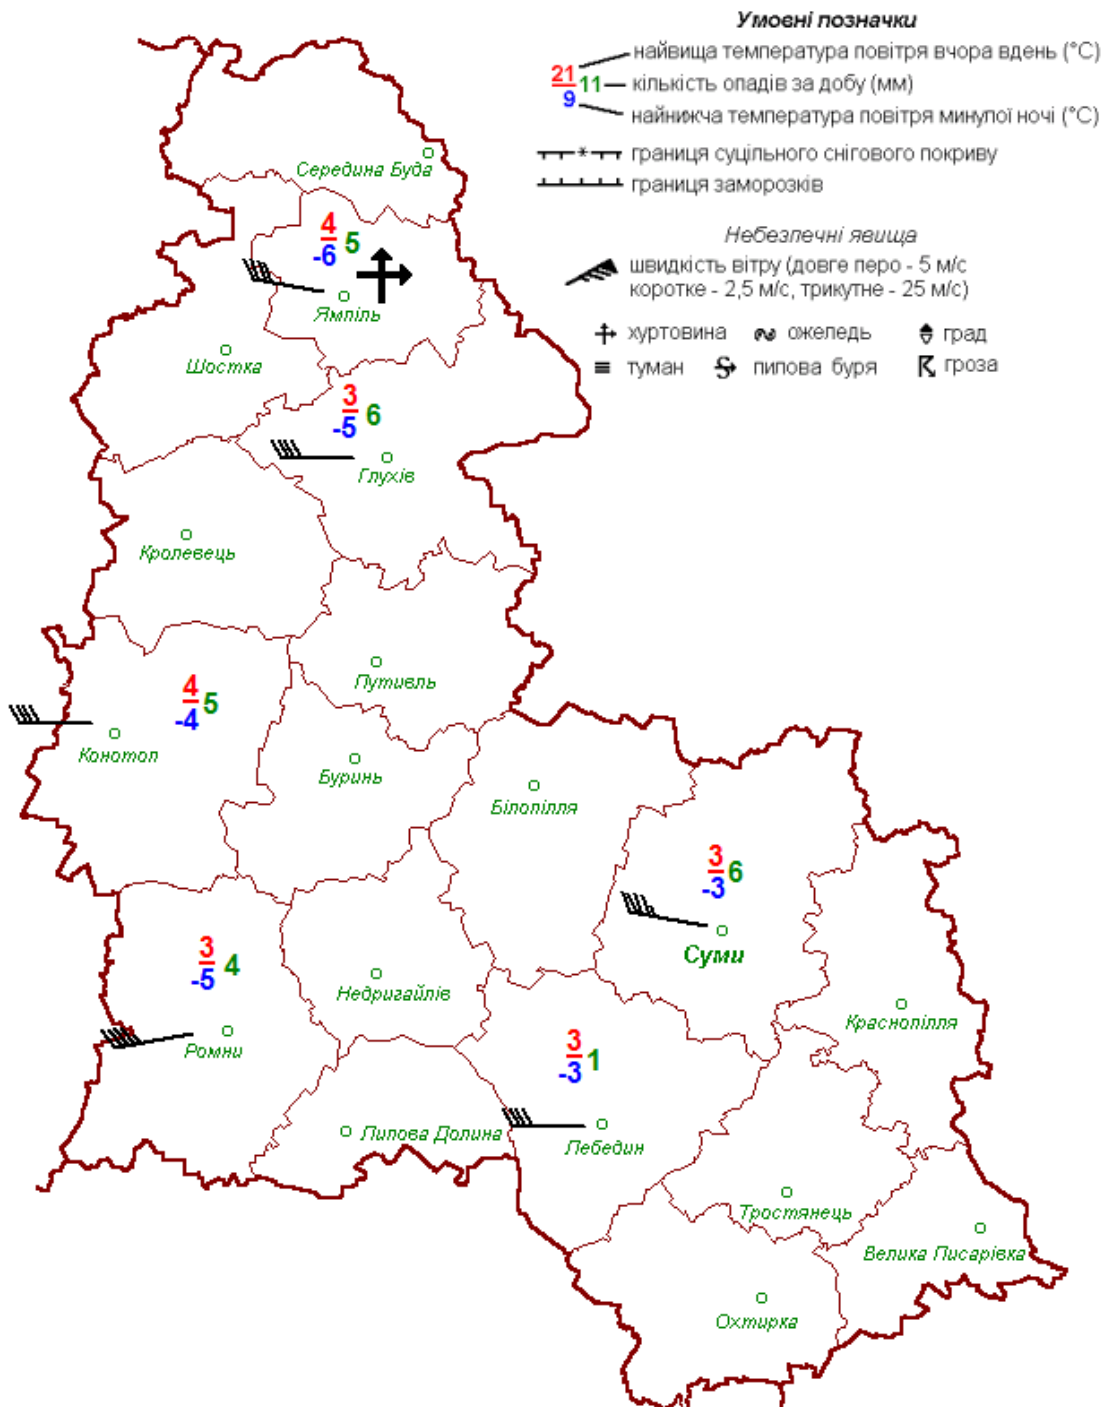 Умовні позначки
найвища температура повітря вчора вдень (°C)
21
11
кількість опадів за добу (мм)
9
найнижча температура повітря минулої ночі (°C)
границя суцільного снігового покриву
границя заморозків
Небезпечні явища
швидкість вітру (довге перо - 5 м/с
коротке - 2,5 м/с, трикутне - 25 м/с)
хуртовина ожеледь град
туман пилова буря гроза
Середина Буда
4
-6 5
Ямпіль
Шостка
3
-5 6
Глухів
Кролевець
Путивль
4
-4 5
Конотоп
Буринь
Білопілля
3
-3 6
Суми
3
-5 4
Недригайлів
Краснопілля
Ромни
3
-3 1
Липова Долина
Лебедин
Тростянець
Велика Писарівка
Охтирка